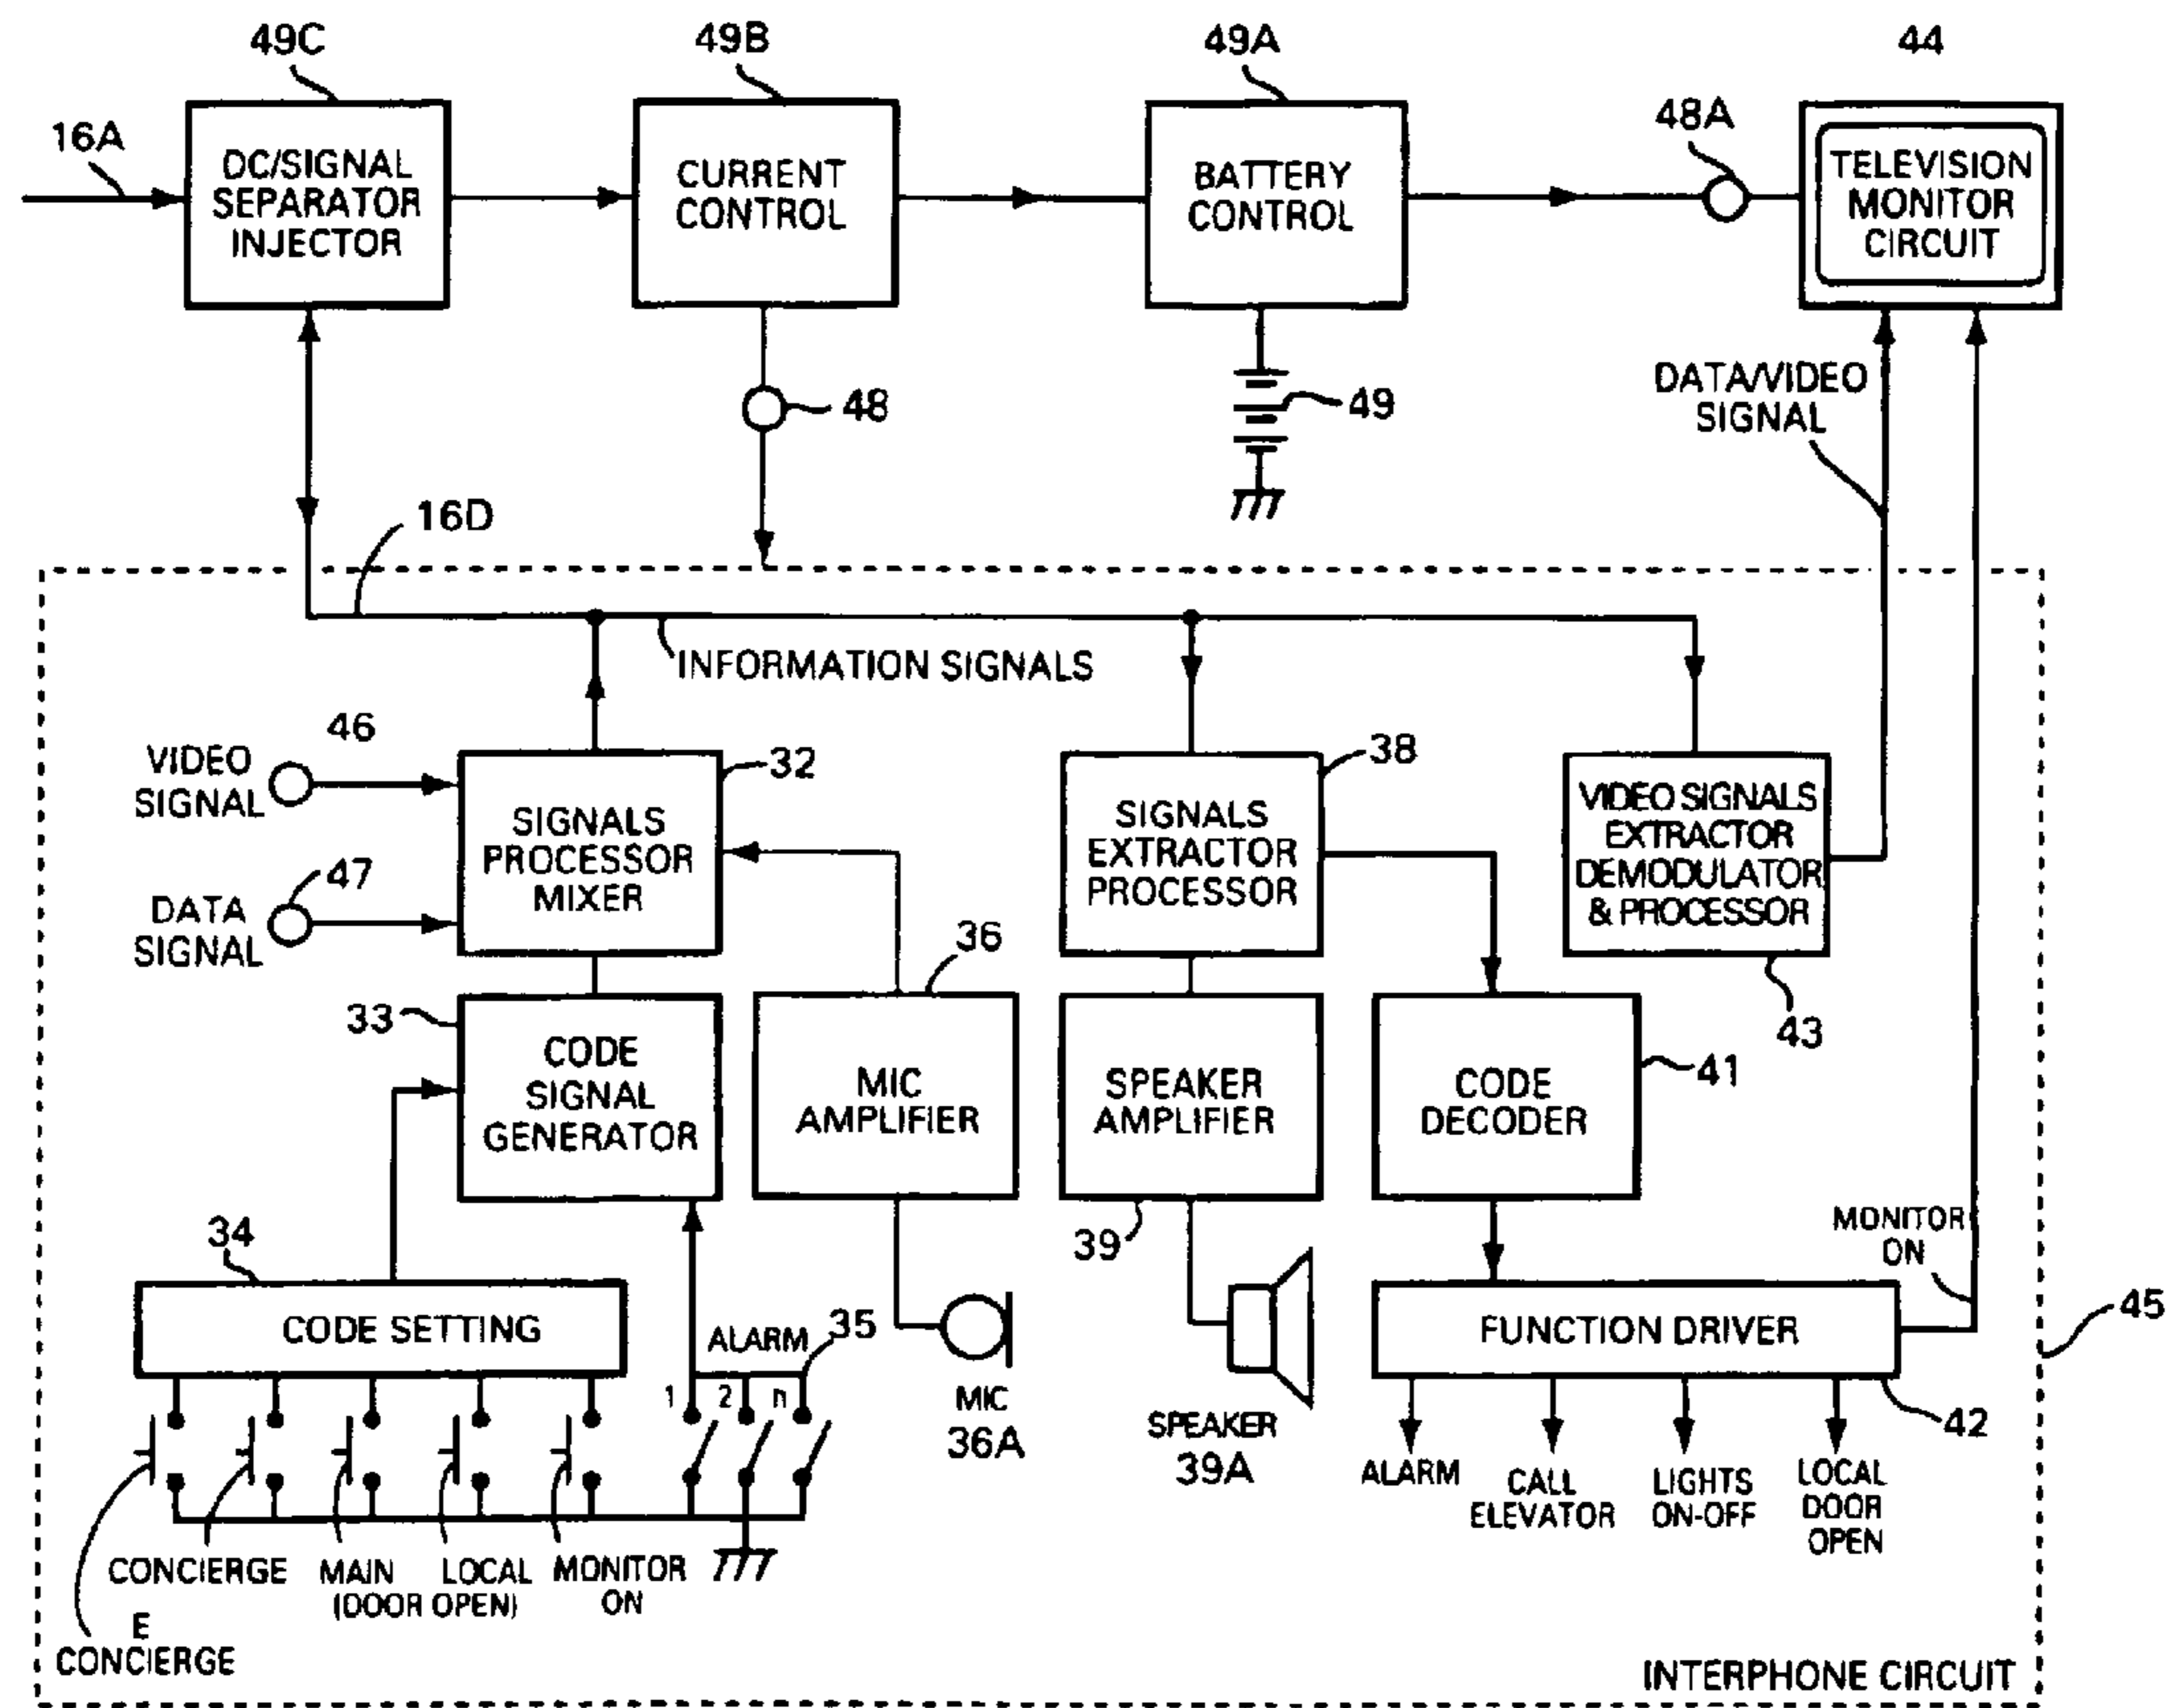 49C
49B
49A
44
16A
48A
DC/SIGNAL
SEPARATOR
INJECTOR
CURRENT
CONTROL
BATTERY
CONTROL
TELEVISION
MONITOR
CIRCUIT
48
49
DATA/VIDEO
SIGNAL
16D
INFORMATION SIGNALS
46
VIDEO
SIGNAL
32
38
SIGNALS
PROCESSOR
MIXER
SIGNALS
EXTRACTOR
PROCESSOR
VIDEO SIGNALS
EXTRACTOR
DEMODULATOR
& PROCESSOR
47
DATA
SIGNAL
36
33
43
CODE
SIGNAL
GENERATOR
MIC
AMPLIFIER
SPEAKER
AMPLIFIER
CODE
DECODER
41
34
39
MONITOR
ON
CODE SETTING
ALARM
35
FUNCTION DRIVER
45
1 2 n
MIC
36A
SPEAKER
39A
42
ALARM
CALL
ELEVATOR
LIGHTS
ON-OFF
LOCAL
DOOR
OPEN
CONCIERGE
MAIN LOCAL
(DOOR OPEN)
MONITOR
ON
E
CONCIERGE
INTERPHONE CIRCUIT